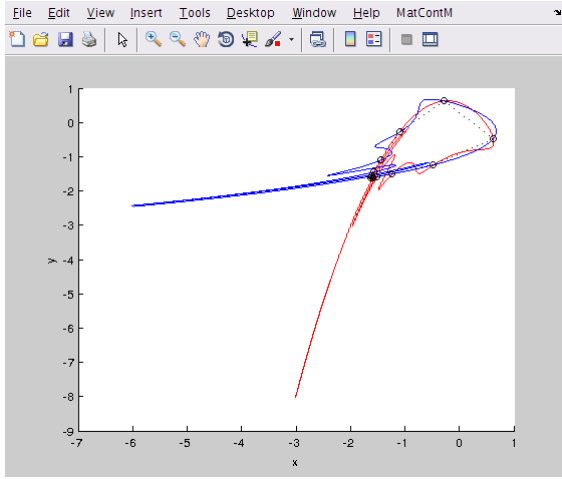 File Edit View Insert Tools Desktop Window Help MatContM
1
0
-1
-2
-3
-4
-5
-6
-7
-8
-9
y
-7 -6 -5 -4 -3 -2 -1 0 1
x